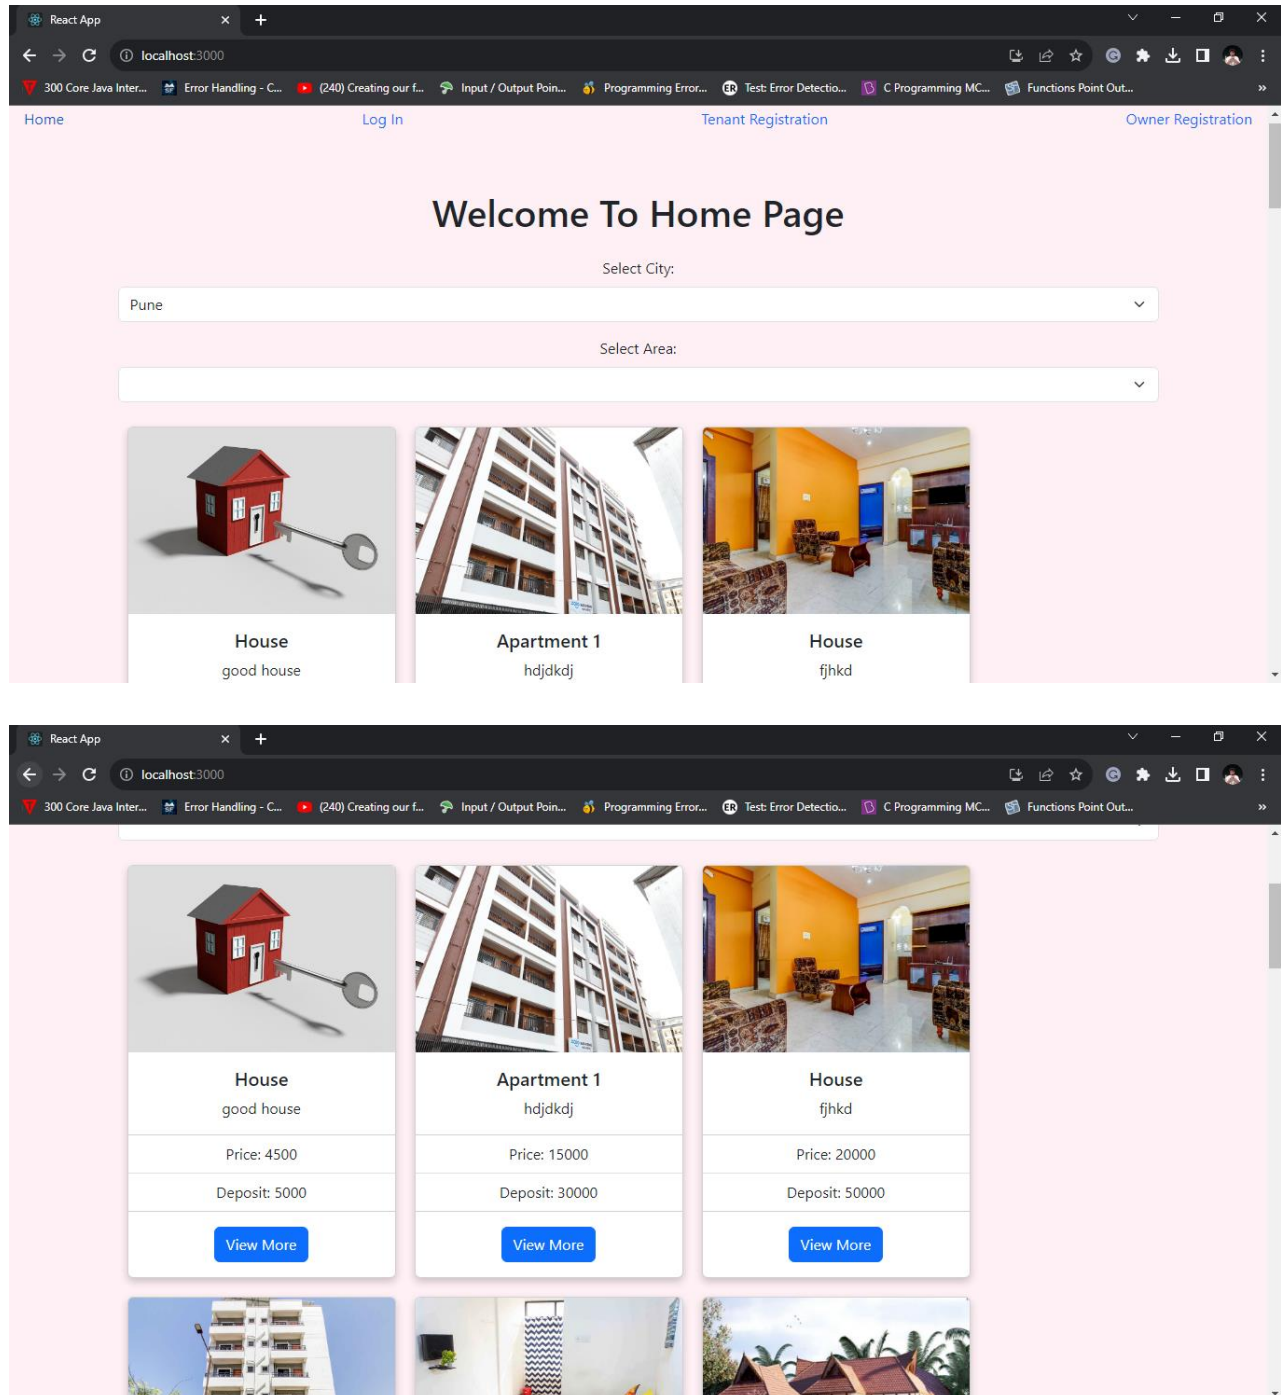 React App
localhost:3000
300 Core Java Inter... Error Handling - C... (240) Creating our f... Input / Output Poin... Programming Error... ER Test: Error Detectio... C Programming MC... Functions Point Out... »
Home Log In Tenant Registration Owner Registration
Welcome To Home Page
Select City:
Pune
Select Area:
House Apartment 1 House
good house hdjdkdj fjhkd
React App
localhost:3000
300 Core Java Inter... Error Handling - C... (240) Creating our f... Input / Output Poin... Programming Error... ER Test: Error Detectio... C Programming MC... Functions Point Out... »
House Apartment 1 House
good house hdjdkdj fjhkd
Price: 4500 Price: 15000 Price: 20000
Deposit: 5000 Deposit: 30000 Deposit: 50000
View More View More View More